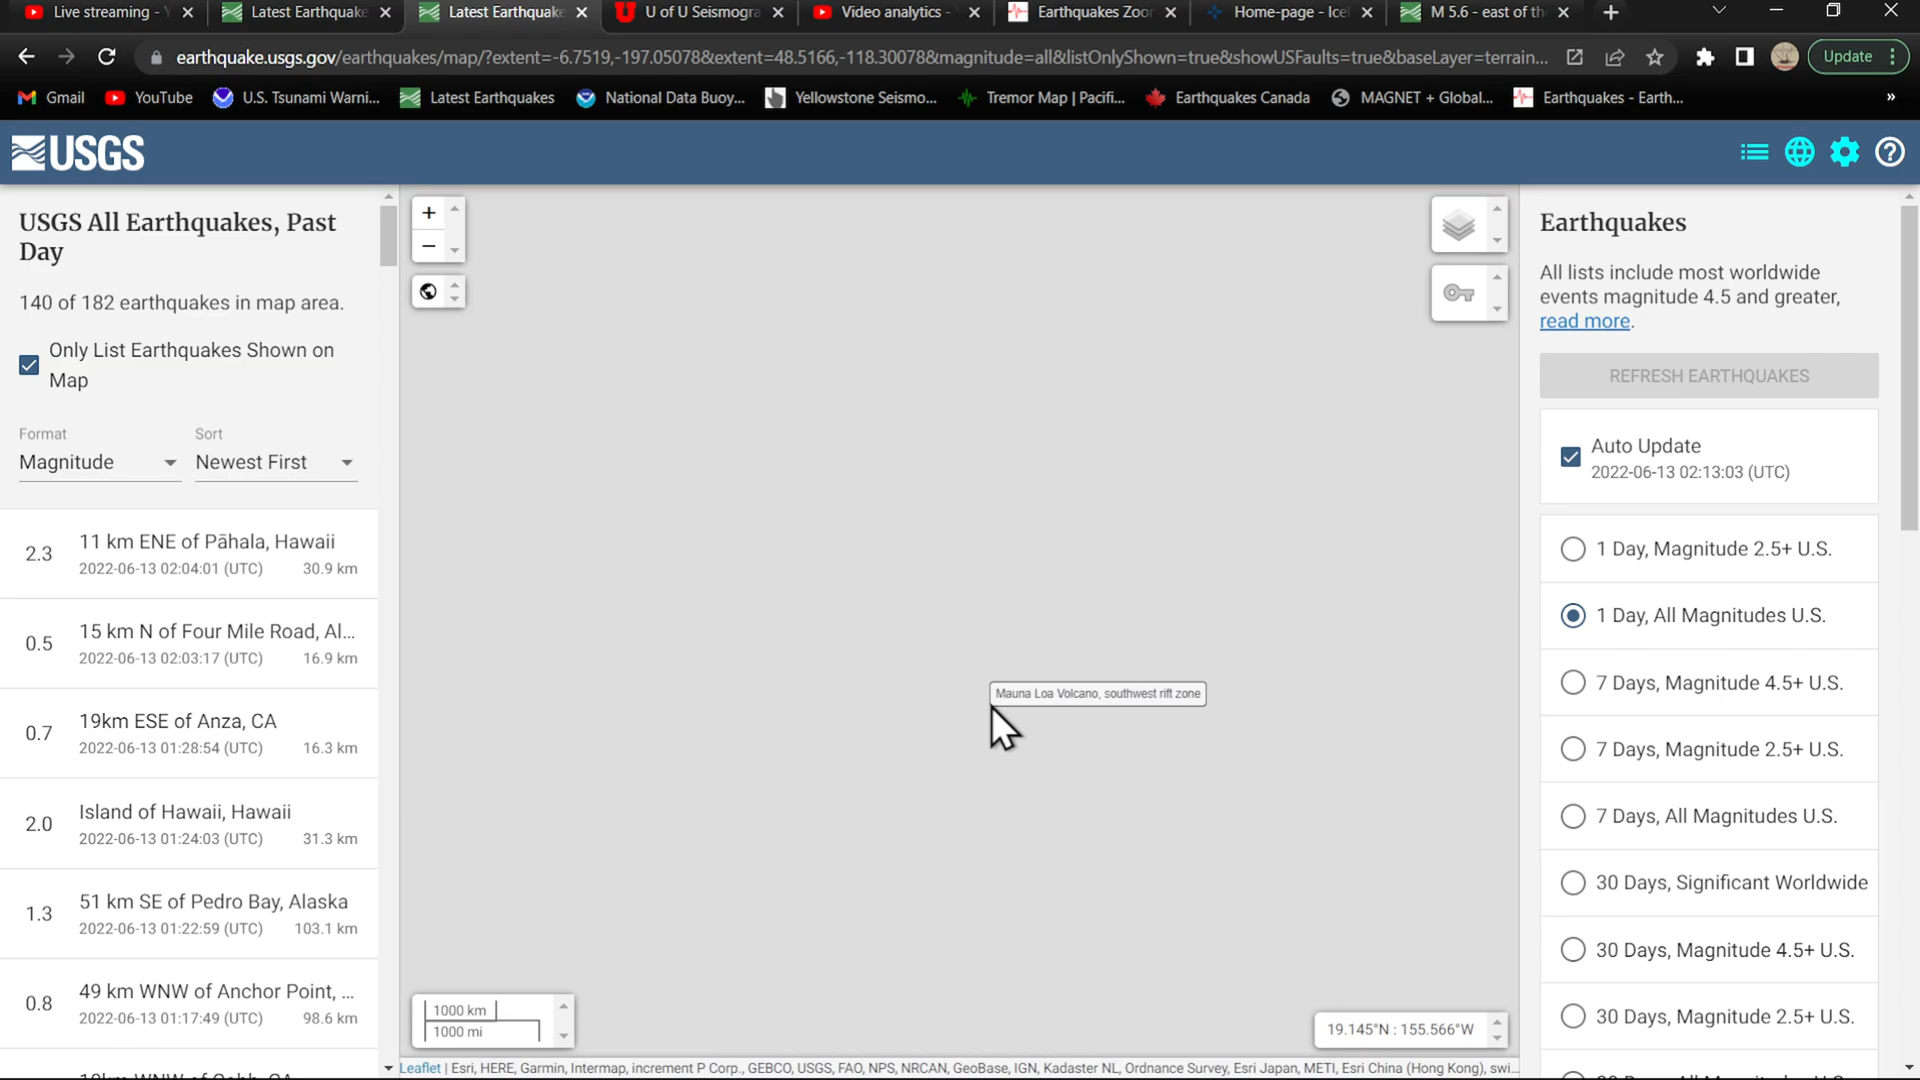 Live streaming -
Latest Earthquake
Latest Earthquake
U of U Seismogra
Video analytics -
Earthquakes Zoo
Home-page - Ice
M 5.6 - east of th
earthquake.usgs.gov/earthquakes/map/?extent=-6.7519,-197.05078&extent=48.5166,-118.30078&magnitude=all&listOnlyShown=true&showUSFaults=true&baseLayer=terrain...
Update
Gmail
YouTube
U.S. Tsunami Warni...
Latest Earthquakes
National Data Buoy...
Yellowstone Seismo...
Tremor Map | Pacifi...
Earthquakes Canada
MAGNET + Global...
Earthquakes - Earth...
»
USGS
USGS All Earthquakes, Past
Day
140 of 182 earthquakes in map area.
Only List Earthquakes Shown on
Map
Format
Sort
Magnitude
Newest First
2.3
11 km ENE of Pāhala, Hawaii
2022-06-13 02:04:01 (UTC) 30.9 km
0.5
15 km N of Four Mile Road, Al...
2022-06-13 02:03:17 (UTC) 16.9 km
0.7
19km ESE of Anza, CA
2022-06-13 01:28:54 (UTC) 16.3 km
2.0
Island of Hawaii, Hawaii
2022-06-13 01:24:03 (UTC) 31.3 km
1.3
51 km SE of Pedro Bay, Alaska
2022-06-13 01:22:59 (UTC) 103.1 km
0.8
49 km WNW of Anchor Point, ...
2022-06-13 01:17:49 (UTC) 98.6 km
+
−
Mauna Loa Volcano, southwest rift zone
1000 km
1000 mi
19.145°N : 155.566°W
Leaflet | Esri, HERE, Garmin, Intermap, increment P Corp., GEBCO, USGS, FAO, NPS, NRCAN, GeoBase, IGN, Kadaster NL, Ordnance Survey, Esri Japan, METI, Esri China (Hong Kong), swi...
Earthquakes
All lists include most worldwide
events magnitude 4.5 and greater,
read more.
REFRESH EARTHQUAKES
Auto Update
2022-06-13 02:13:03 (UTC)
1 Day, Magnitude 2.5+ U.S.
1 Day, All Magnitudes U.S.
7 Days, Magnitude 4.5+ U.S.
7 Days, Magnitude 2.5+ U.S.
7 Days, All Magnitudes U.S.
30 Days, Significant Worldwide
30 Days, Magnitude 4.5+ U.S.
30 Days, Magnitude 2.5+ U.S.